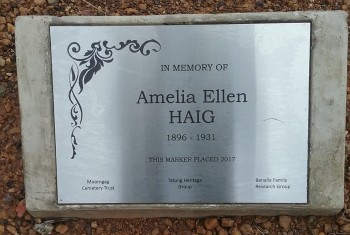 IN MEMORY OF
Amelia Ellen
HAIG
1896 - 1931
THIS MARKER PLACED 2017
Moorngag Tatong Heritage Benalla Family
Cemetery Trust Group Research Group